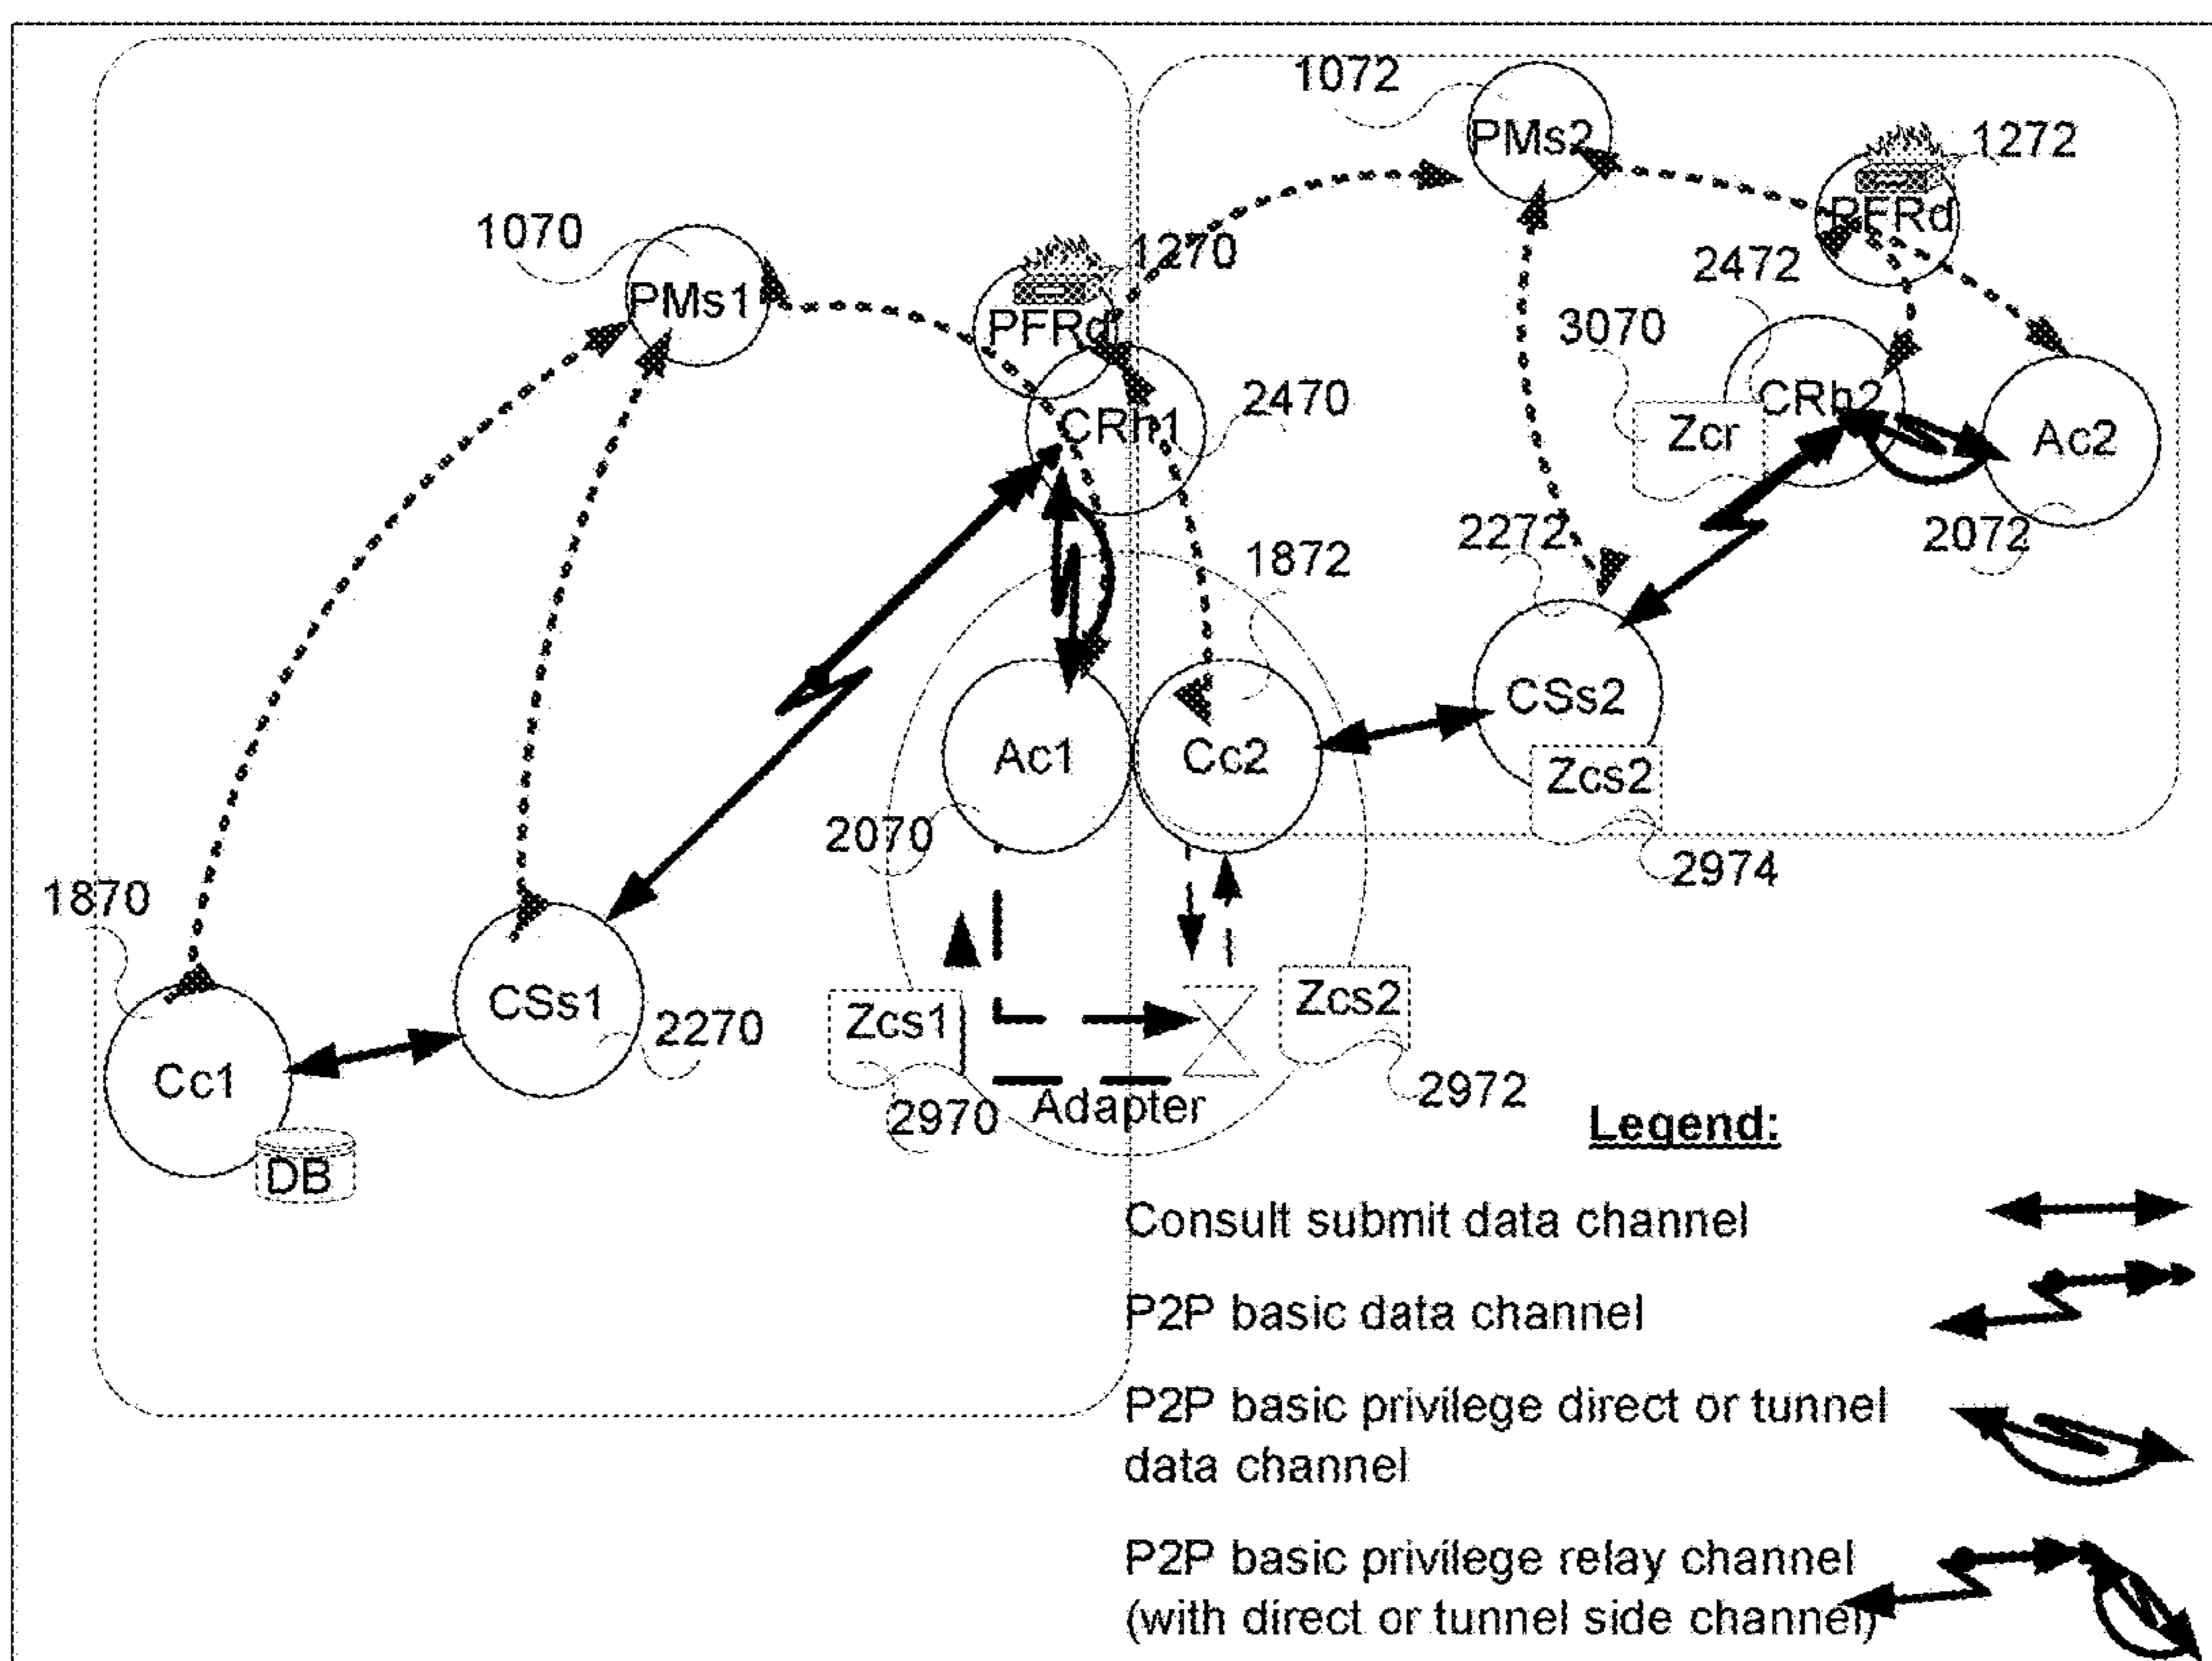 1072
PMs2
1272
PFRd
1070
PMs1
1270
PFRd
2472
3070
CRh2
Zcr
Ac2
2470
CRh1
2272
2072
1872
CSs2
Ac1
Cc2
Zcs2
2070
2974
1870
CSs1
Zcs1
Zcs2
2270
Cc1
2970
Adapter
2972
DB
Legend:
Consult submit data channel
P2P basic data channel
P2P basic privilege direct or tunnel
data channel
P2P basic privilege relay channel
(with direct or tunnel side channel)